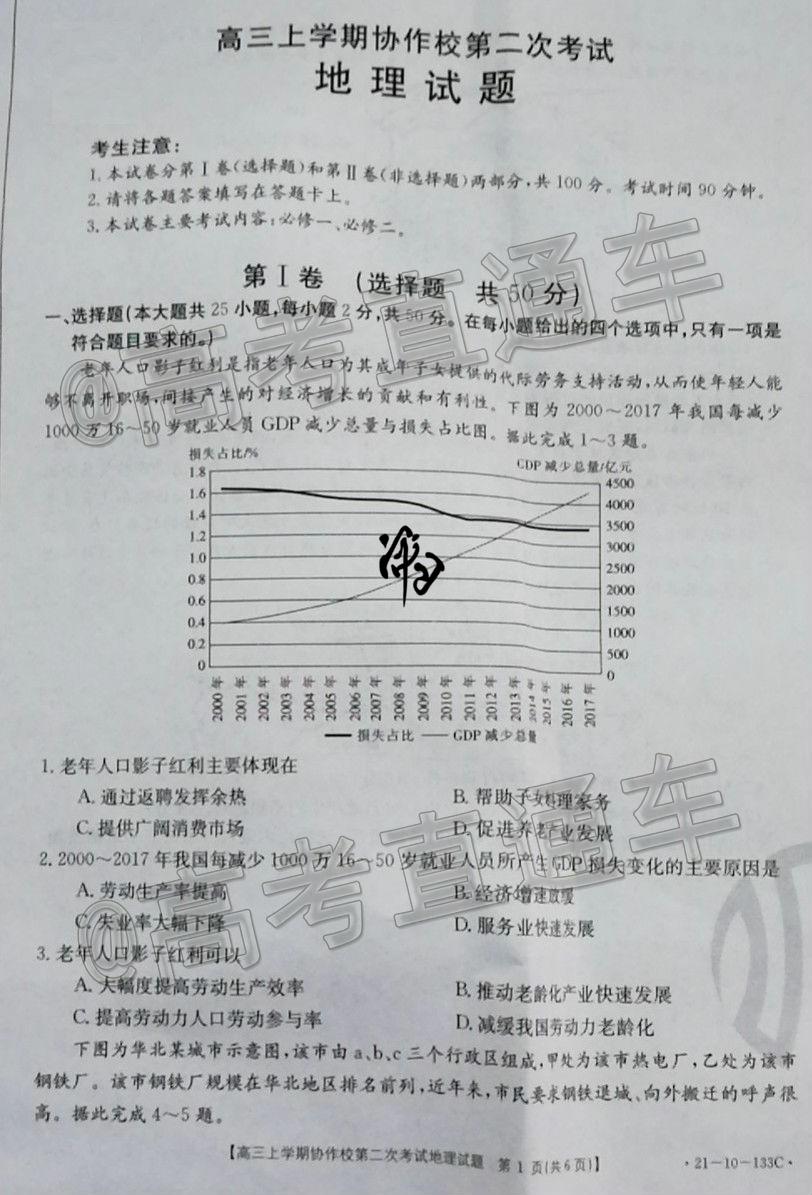 高三上学期协作校第二次考试
地理试题
考生注意:
1. 本试卷分第Ⅰ卷(选择题)和第Ⅱ卷(非选择题)两部分,共100分。考试时间90分钟。
2. 请将各题答案填写在答题卡上。
3. 本试卷主要考试内容:必修一、必修二。
第Ⅰ卷 (选择题 共50分)
一、选择题(本大题共25小题,每小题2分,共50分。在每小题给出的四个选项中,只有一项是
符合题目要求的。)
老年人口影子红利是指老年人口为其成年子女提供的代际劳务支持活动,从而使年轻人能
够不离开职场,间接产生的对经济增长的贡献和有利性。下图为2000~2017年我国每减少
1000万16~50岁就业人员GDP减少总量与损失占比图。据此完成1~3题。
损失占比/% GDP减少总量/亿元
1.8 4500
1.6 4000
1.4 3500
1.2 3000
1.0 2500
0.8 2000
0.6 1500
0.4 1000
0.2 500
0 0
2000年 2001年 2002年 2003年 2004年 2005年 2006年 2007年 2008年 2009年 2010年 2011年 2012年 2013年 2014年 2015年 2016年 2017年
损失占比 GDP减少总量
1. 老年人口影子红利主要体现在
A. 通过返聘发挥余热 B. 帮助子女料理家务
C. 提供广阔消费市场 D. 促进养老产业发展
2. 2000~2017年我国每减少1000万16~50岁就业人员所产生GDP损失变化的主要原因是
A. 劳动生产率提高 B. 经济增速放缓
C. 失业率大幅下降 D. 服务业快速发展
3. 老年人口影子红利可以
A. 大幅度提高劳动生产效率 B. 推动老龄化产业快速发展
C. 提高劳动力人口劳动参与率 D. 减缓我国劳动力老龄化
下图为华北某城市示意图,该市由a、b、c三个行政区组成,甲处为该市热电厂,乙处为该市
钢铁厂。该市钢铁厂规模在华北地区排名前列,近年来,市民要求钢铁退城、向外搬迁的呼声很
高。据此完成4~5题。
【高三上学期协作校第二次考试地理试题 第1页(共6页)】 ·21-10-133C·
@高考直通车
@高考直通车